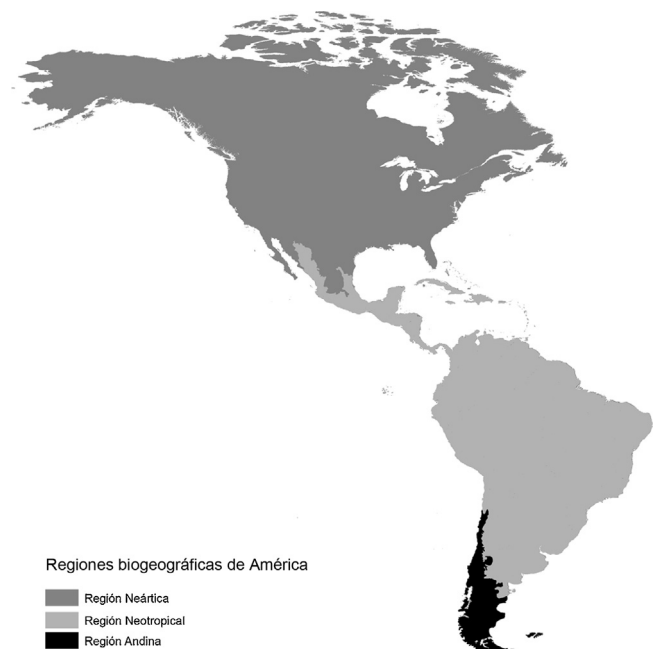 Regiones biogeográficas de América
Región Neártica
Región Neotropical
Región Andina